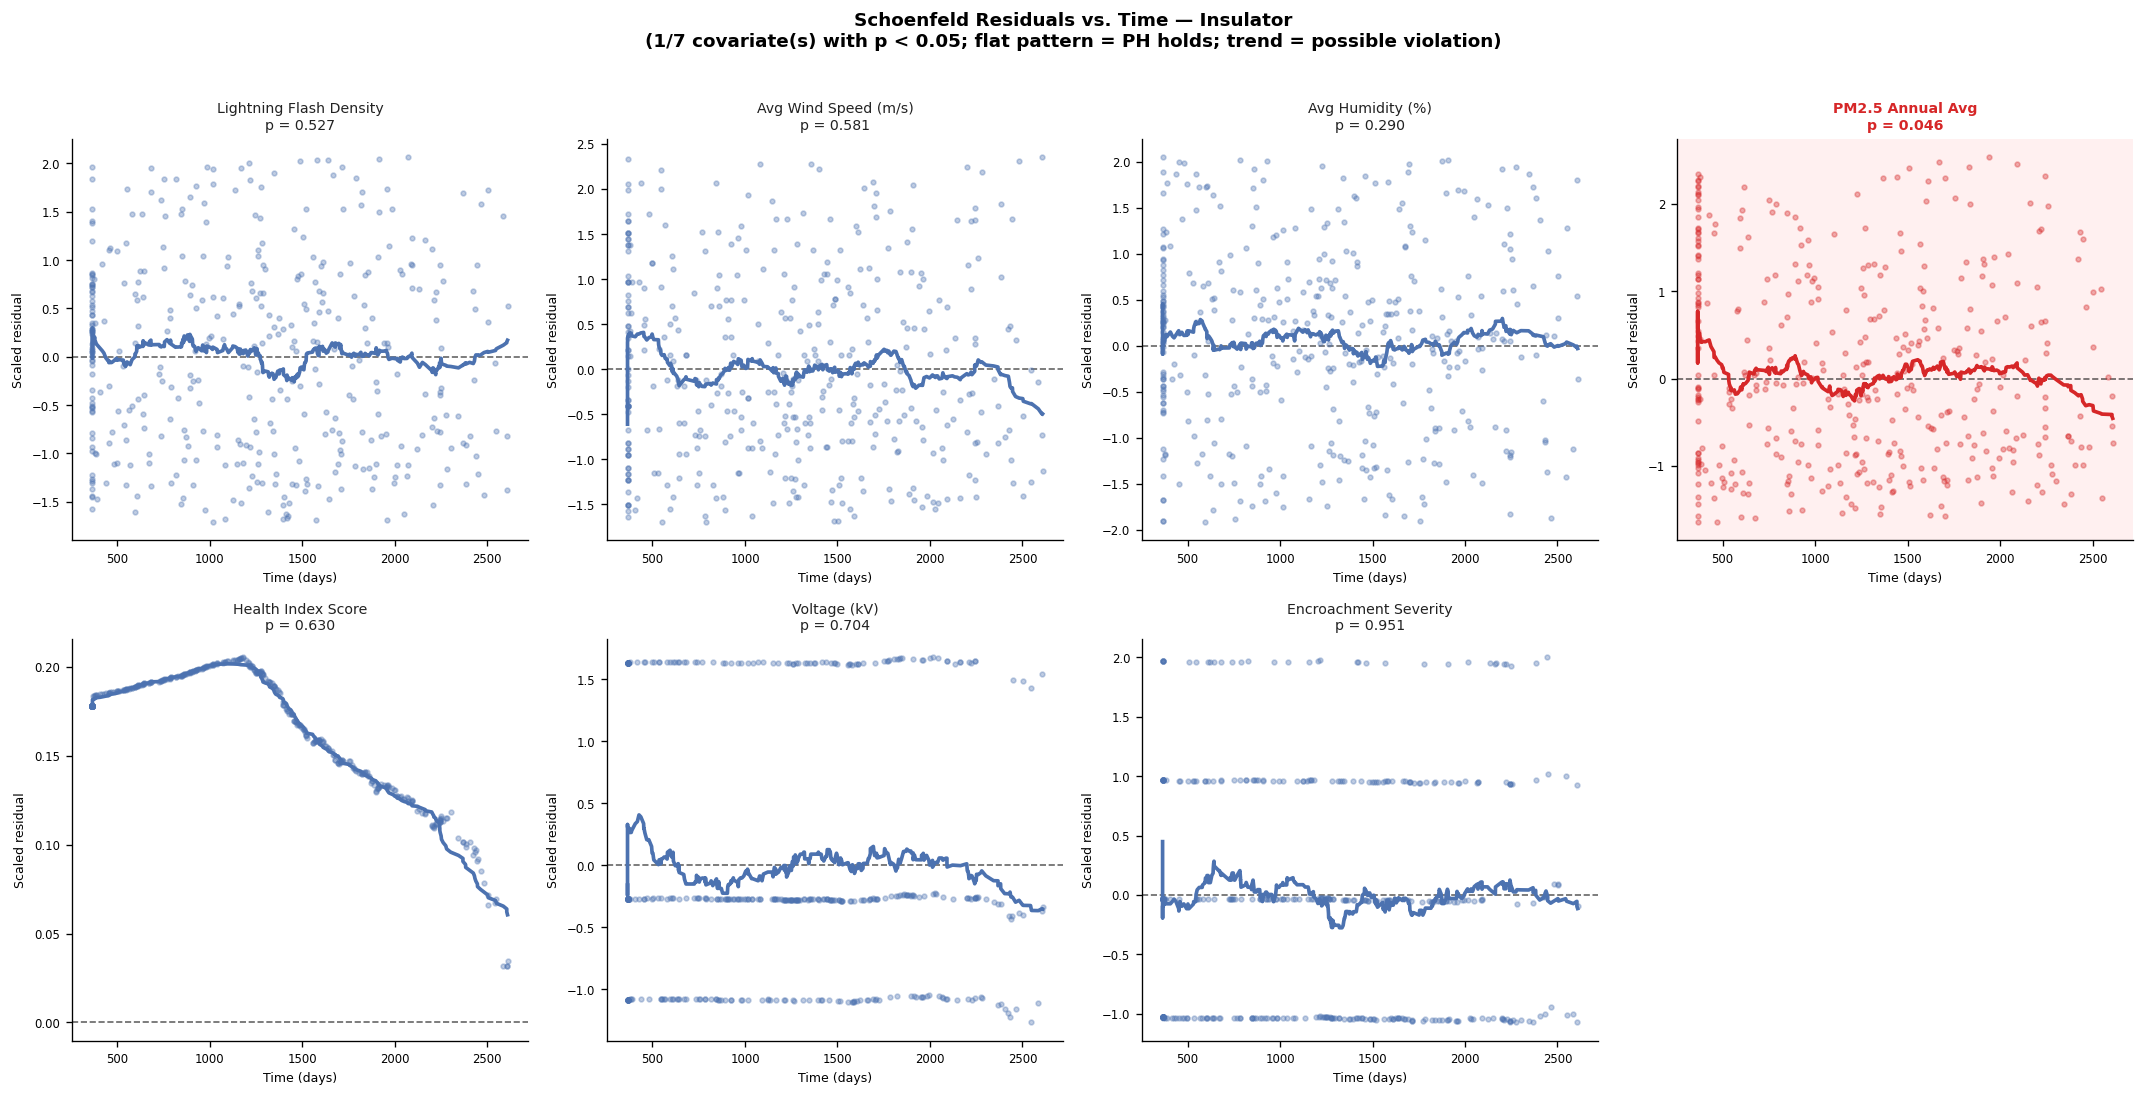 Schoenfeld Residuals vs. Time — Insulator
(1/7 covariate(s) with p < 0.05; flat pattern = PH holds; trend = possible violation)
Lightning Flash Density
p = 0.527
2.0
1.5
1.0
0.5
0.0
−0.5
−1.0
−1.5
Scaled residual
500 1000 1500 2000 2500
Time (days)
Avg Wind Speed (m/s)
p = 0.581
2.5
2.0
1.5
1.0
0.5
0.0
−0.5
−1.0
−1.5
Scaled residual
500 1000 1500 2000 2500
Time (days)
Avg Humidity (%)
p = 0.290
2.0
1.5
1.0
0.5
0.0
−0.5
−1.0
−1.5
−2.0
Scaled residual
500 1000 1500 2000 2500
Time (days)
PM2.5 Annual Avg
p = 0.046
2
1
0
−1
Scaled residual
500 1000 1500 2000 2500
Time (days)
Health Index Score
p = 0.630
0.20
0.15
0.10
0.05
0.00
Scaled residual
500 1000 1500 2000 2500
Time (days)
Voltage (kV)
p = 0.704
1.5
1.0
0.5
0.0
−0.5
−1.0
Scaled residual
500 1000 1500 2000 2500
Time (days)
Encroachment Severity
p = 0.951
2.0
1.5
1.0
0.5
0.0
−0.5
−1.0
Scaled residual
500 1000 1500 2000 2500
Time (days)